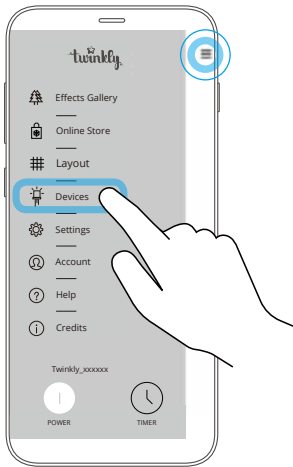 twinkly
Effects Gallery
Online Store
Layout
Devices
Settings
Account
Help
Credits
Twinkly_xxxxxx
POWER
TIMER